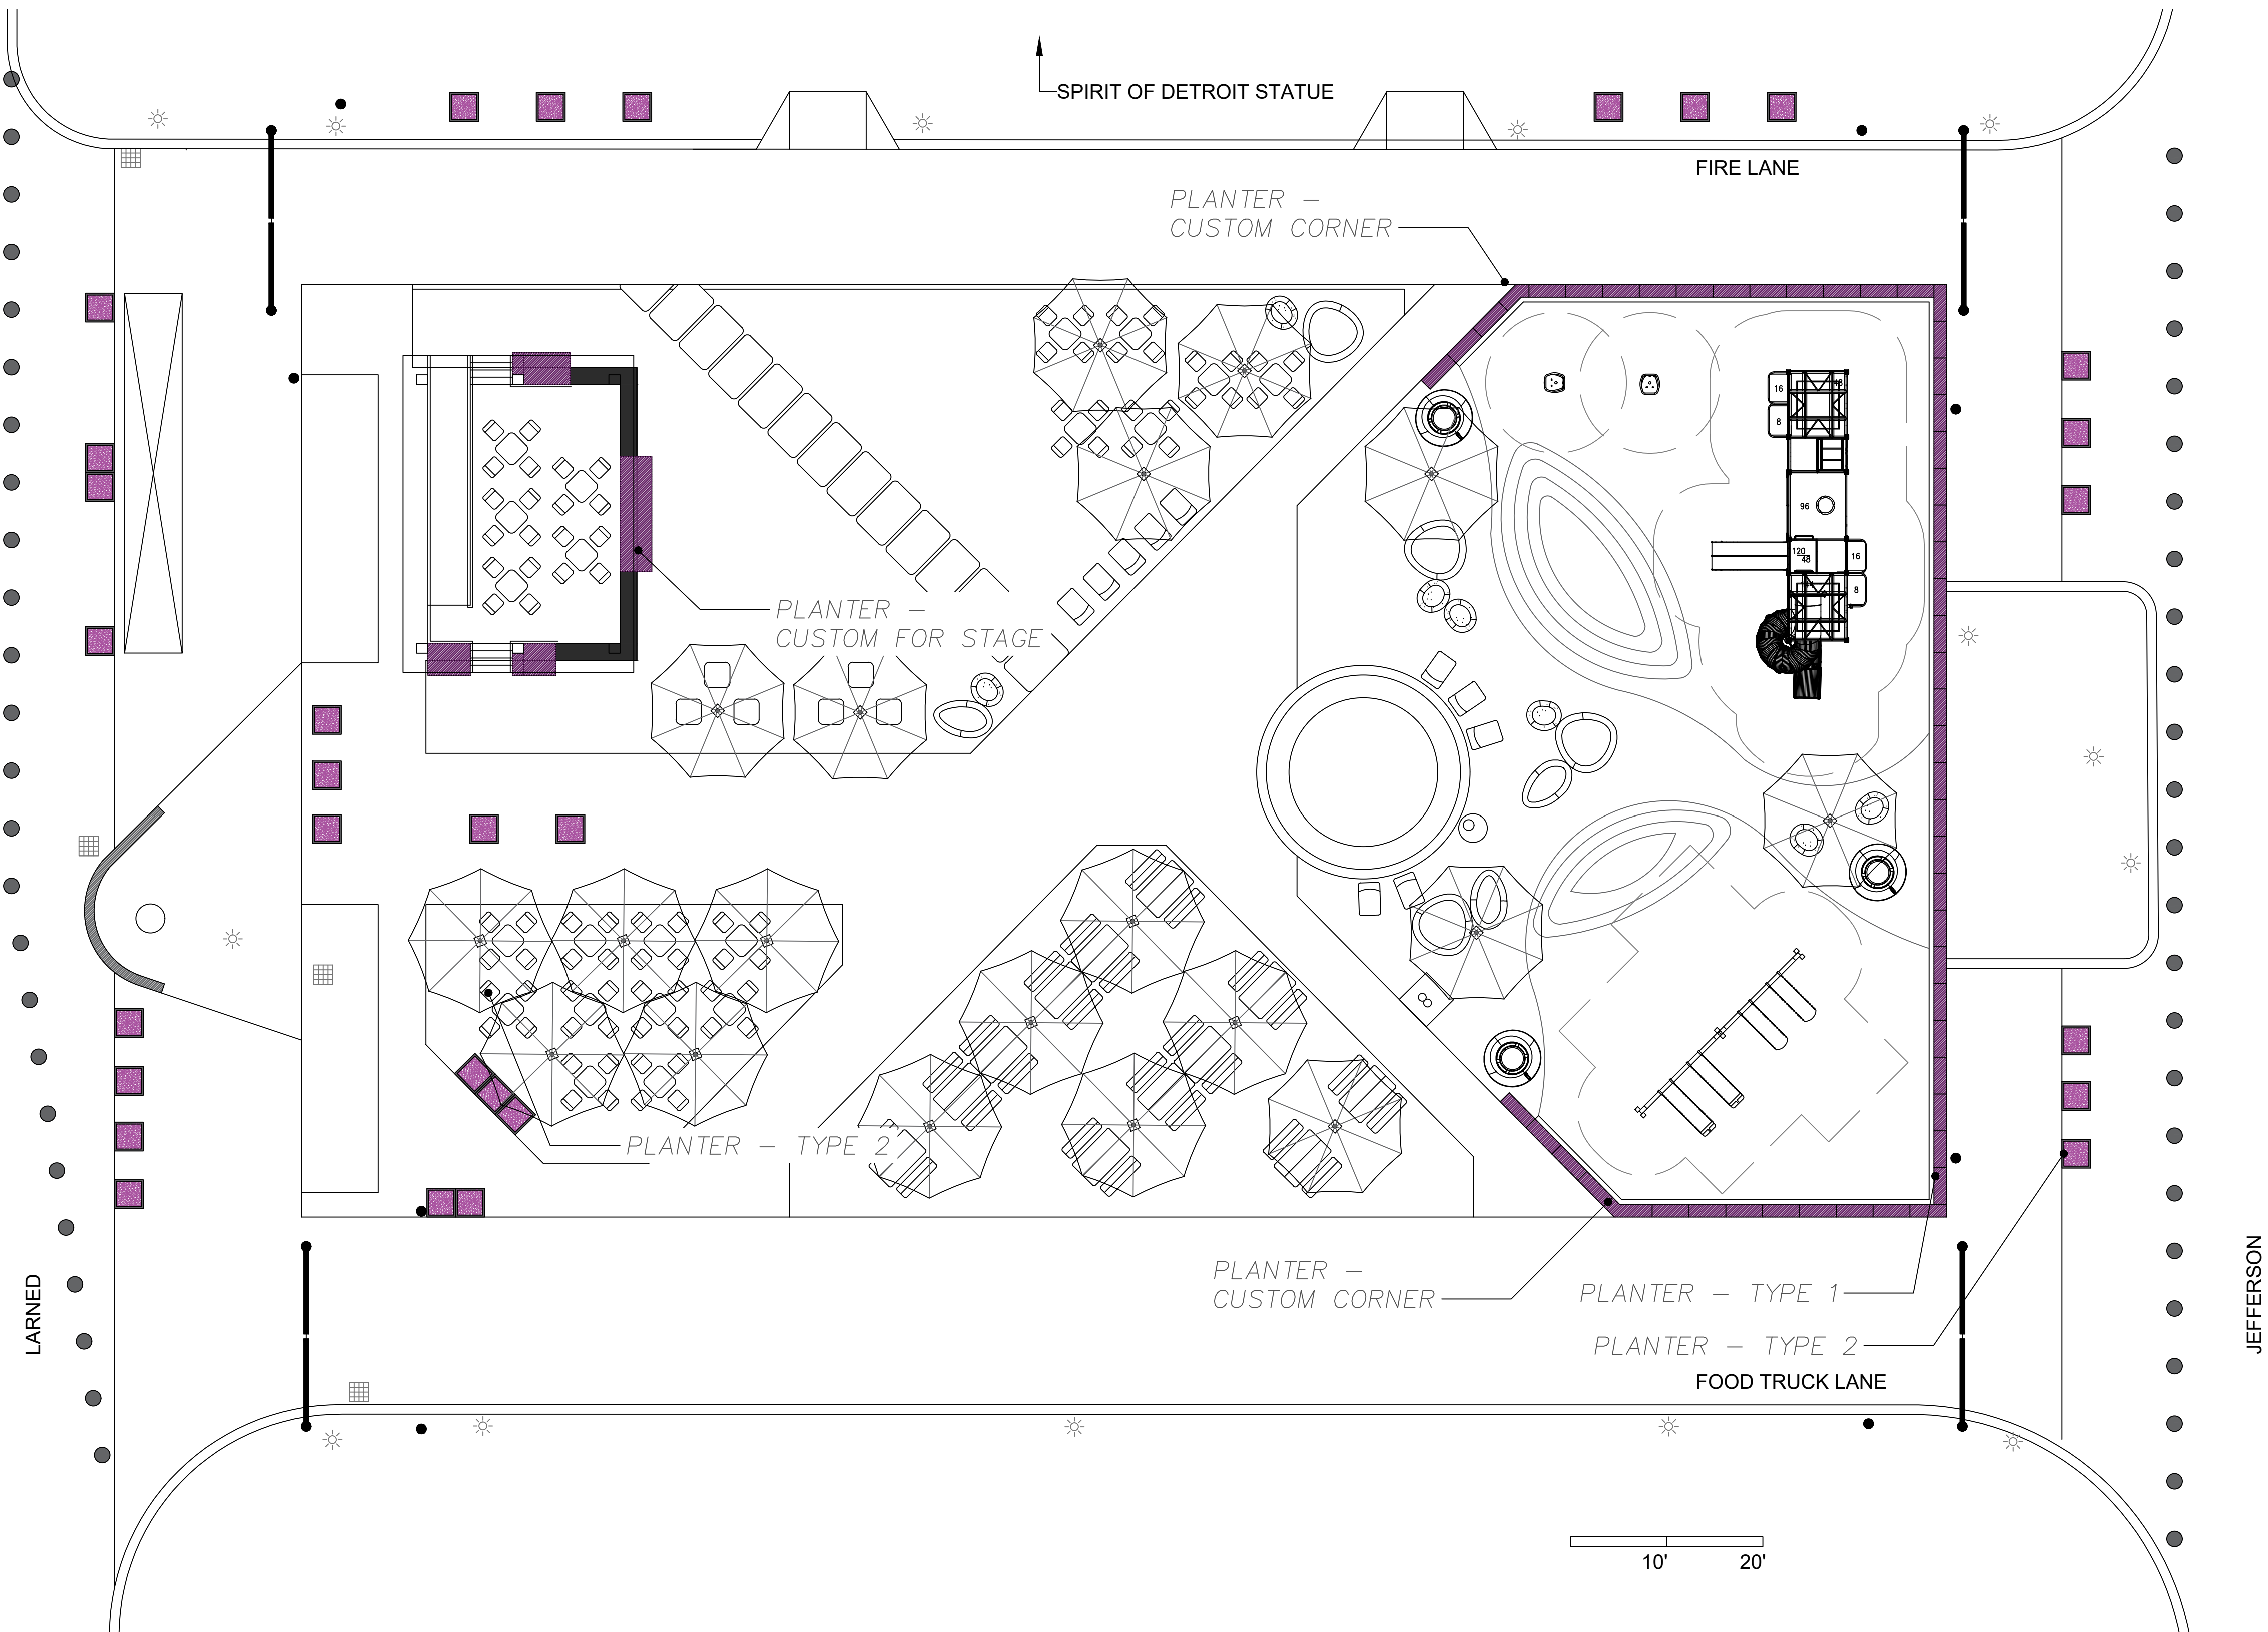 SPIRIT OF DETROIT STATUE
FIRE LANE
PLANTER –
CUSTOM CORNER
16
48
8
96
120
48
16
8
PLANTER –
CUSTOM FOR STAGE
PLANTER – TYPE 2
PLANTER –
CUSTOM CORNER
PLANTER – TYPE 1
PLANTER – TYPE 2
FOOD TRUCK LANE
LARNED
JEFFERSON
10' 20'